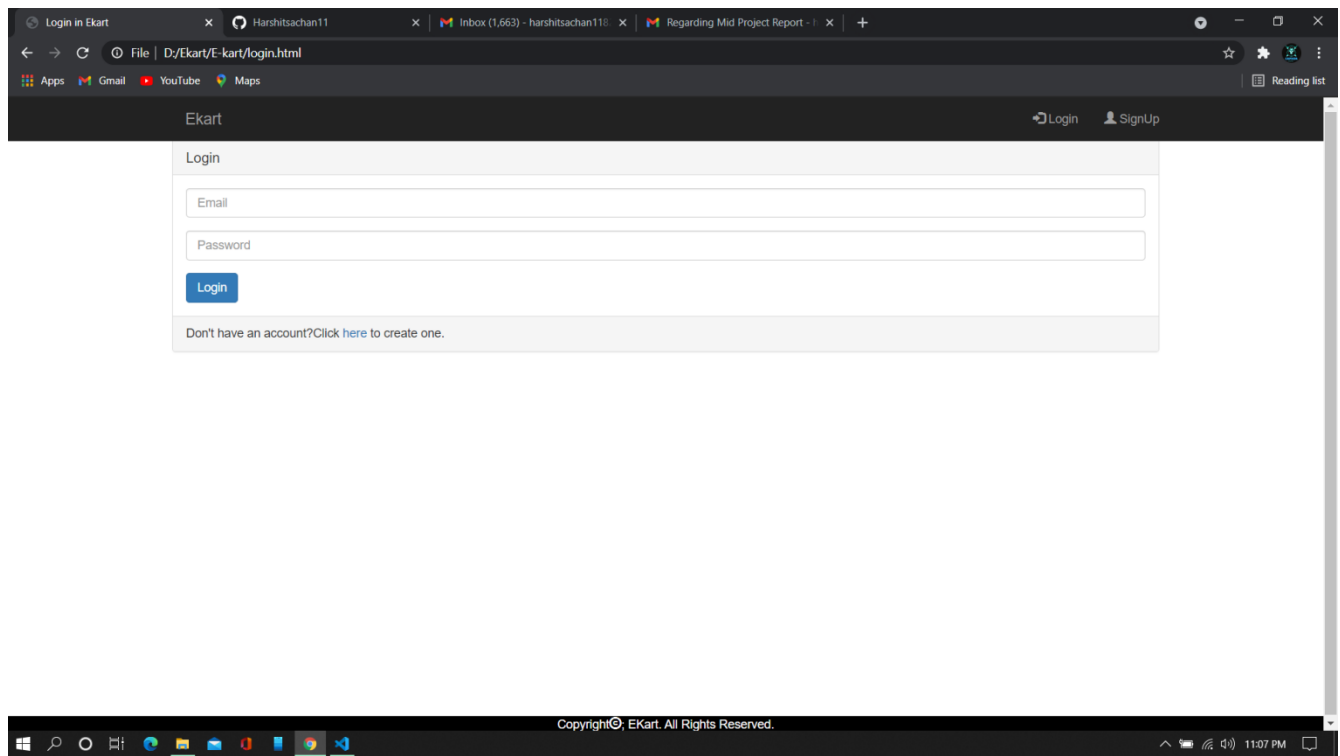 Login in Ekart
Harshitsachan11
Inbox (1,663) - harshitsachan118
Regarding Mid Project Report - h
File | D:/Ekart/E-kart/login.html
Apps Gmail YouTube Maps Reading list
Ekart Login SignUp
Login
Email
Password
Login
Don't have an account?Click here to create one.
Copyright©; EKart. All Rights Reserved.
11:07 PM